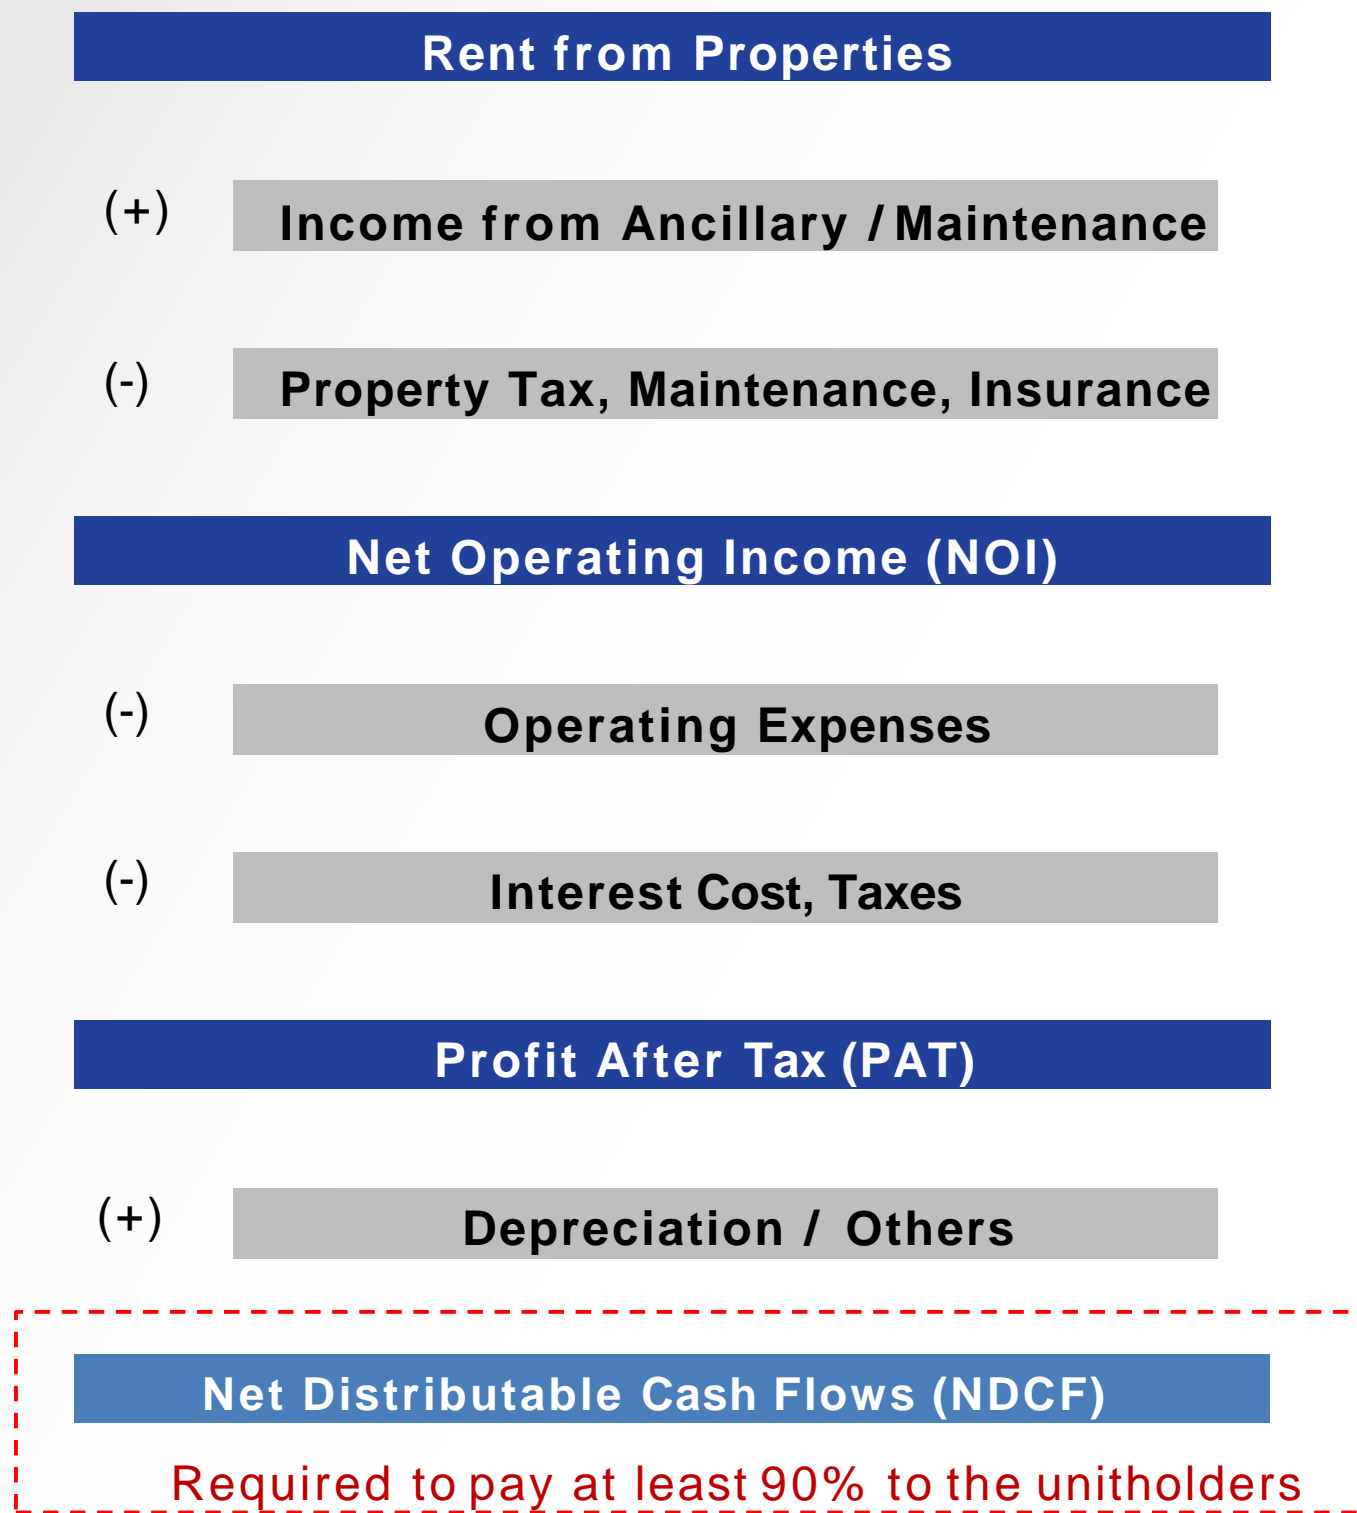 Rent from Properties
(+) Income from Ancillary / Maintenance
(-) Property Tax, Maintenance, Insurance
Net Operating Income (NOI)
(-) Operating Expenses
(-) Interest Cost, Taxes
Profit After Tax (PAT)
(+) Depreciation / Others
Net Distributable Cash Flows (NDCF)
Required to pay at least 90% to the unitholders